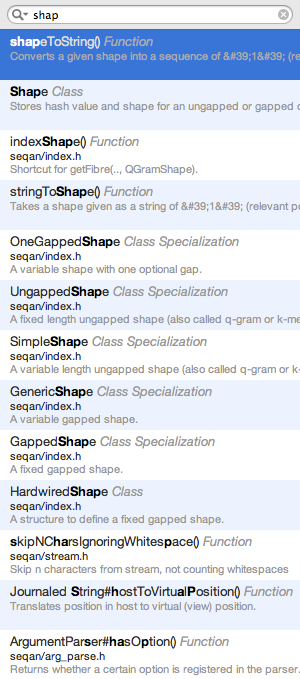 shap
shapeToString() Function
Converts a given shape into a sequence of &#39;1&#39; (re
Shape Class
Stores hash value and shape for an ungapped or gapped
indexShape() Function
seqan/index.h
Shortcut for getFibre(.., QGramShape).
stringToShape() Function
Takes a shape given as a string of &#39;1&#39; (relevant po
OneGappedShape Class Specialization
seqan/index.h
A variable shape with one optional gap.
UngappedShape Class Specialization
seqan/index.h
A fixed length ungapped shape (also called q-gram or k-me
SimpleShape Class Specialization
seqan/index.h
A variable length ungapped shape (also called q-gram or k-
GenericShape Class Specialization
seqan/index.h
A variable gapped shape.
GappedShape Class Specialization
seqan/index.h
A fixed gapped shape.
HardwiredShape Class
seqan/index.h
A structure to define a fixed gapped shape.
skipNCharsIgnoringWhitespace() Function
seqan/stream.h
Skip n characters from stream, not counting whitespaces
Journaled String#hostToVirtualPosition() Function
Translates position in host to virtual (view) position.
ArgumentParser#hasOption() Function
seqan/arg_parse.h
Returns whether a certain option is registered in the parser.